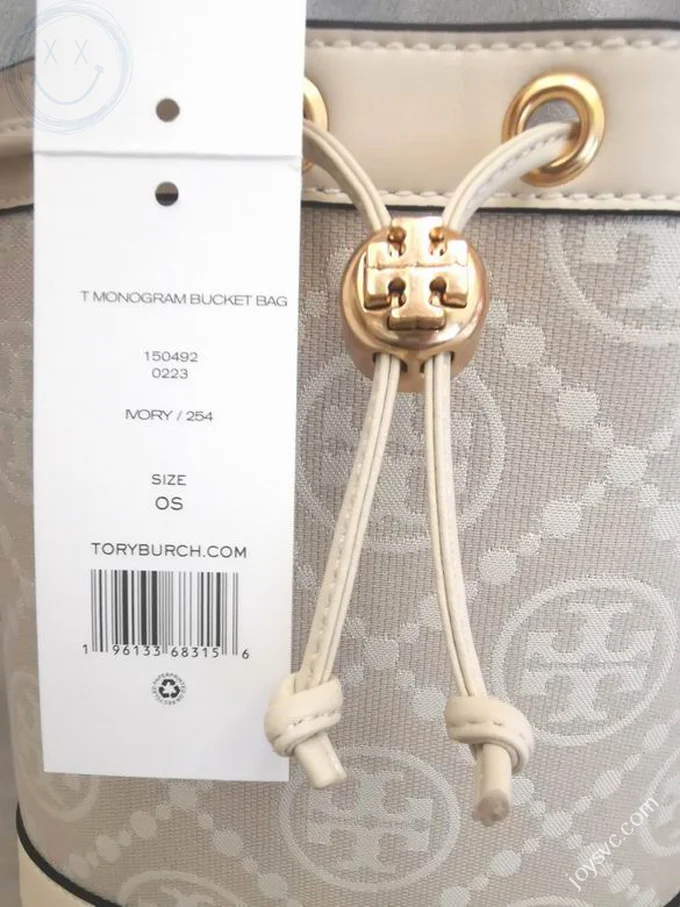 T MONOGRAM BUCKET BAG
150492
0223
IVORY / 254
SIZE
OS
TORYBURCH.COM
1 96133 68315 6
joysvc.com